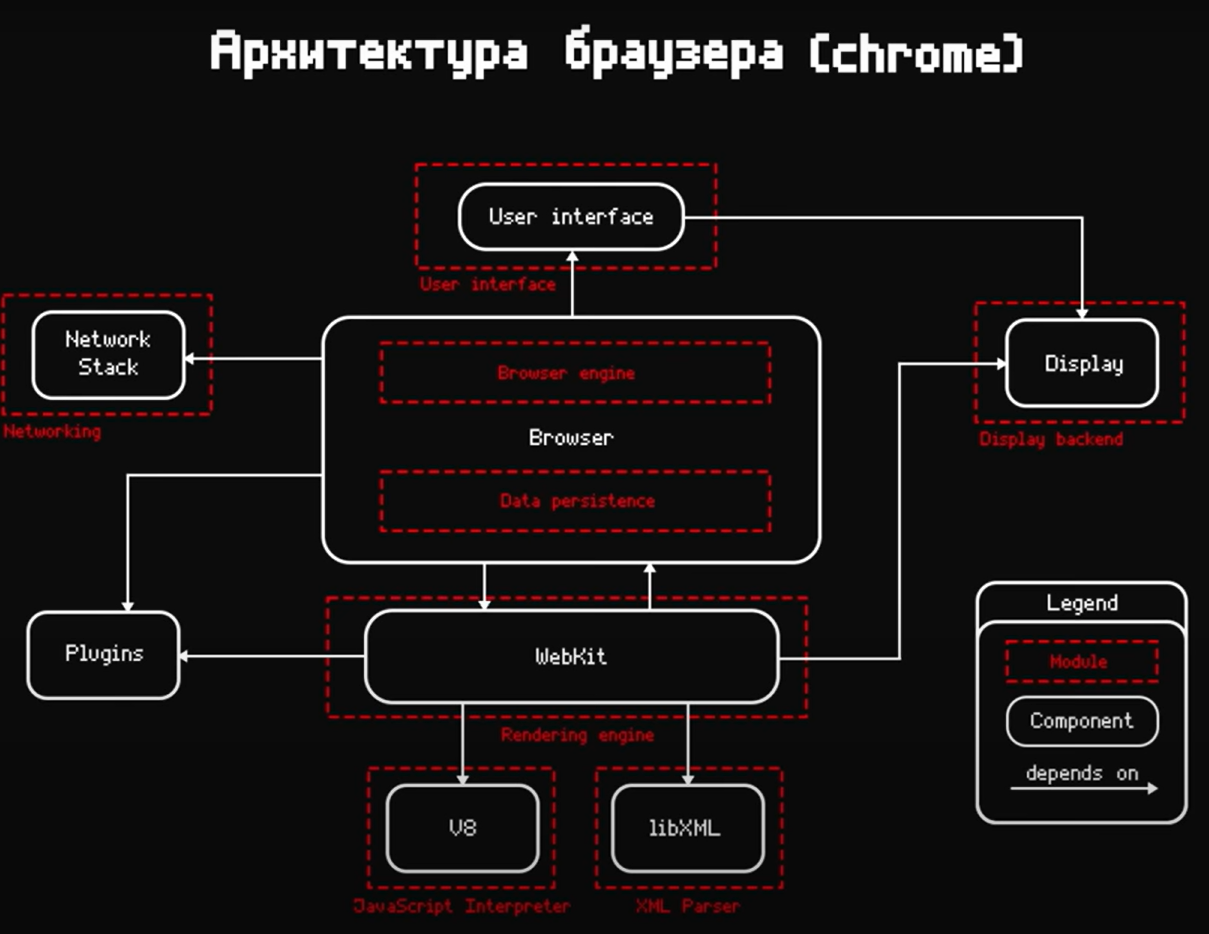 Архитектура браузера (chrome)
User interface
User interface
Network
Stack
Networking
Browser engine
Browser
Data persistence
Display
Display backend
Plugins
WebKit
Rendering engine
V8
JavaScript Interpreter
libXML
XML Parser
Legend
Module
Component
depends on